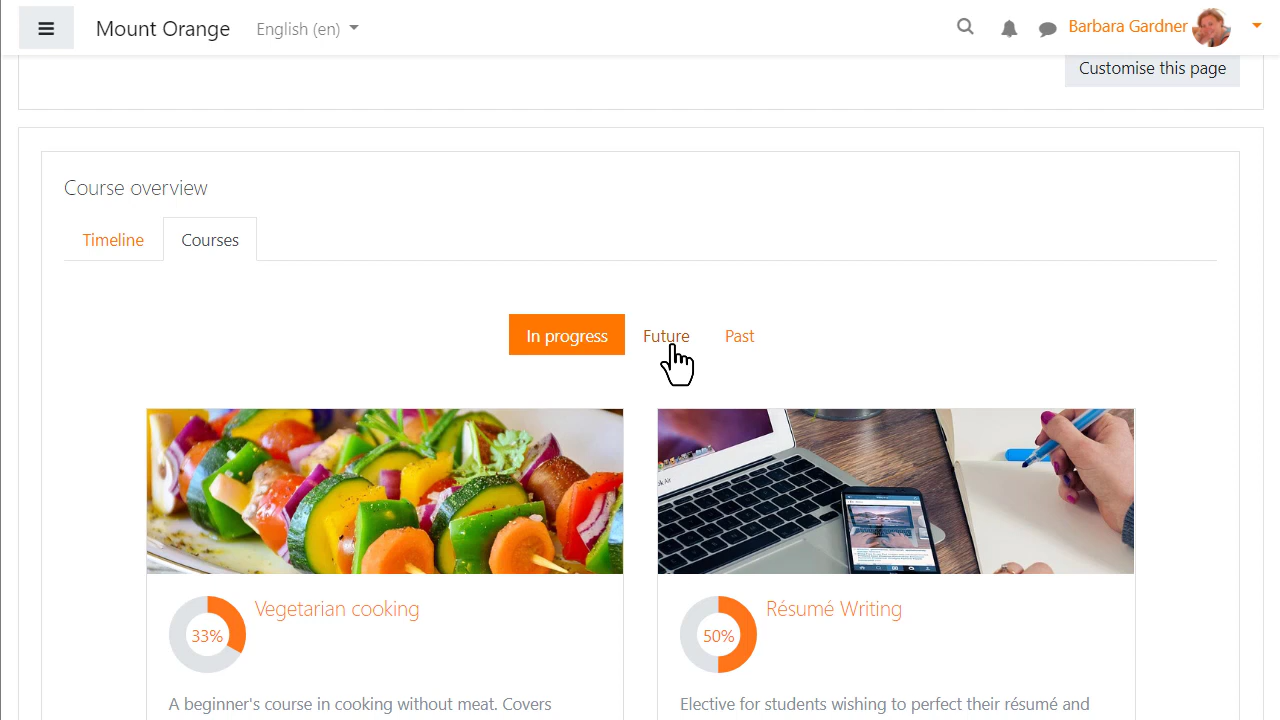 Mount Orange
English (en)
Barbara Gardner
Customise this page
Course overview
Timeline
Courses
In progress
Future
Past
Vegetarian cooking
Résumé Writing
33%
50%
A beginner's course in cooking without meat. Covers
Elective for students wishing to perfect their résumé and